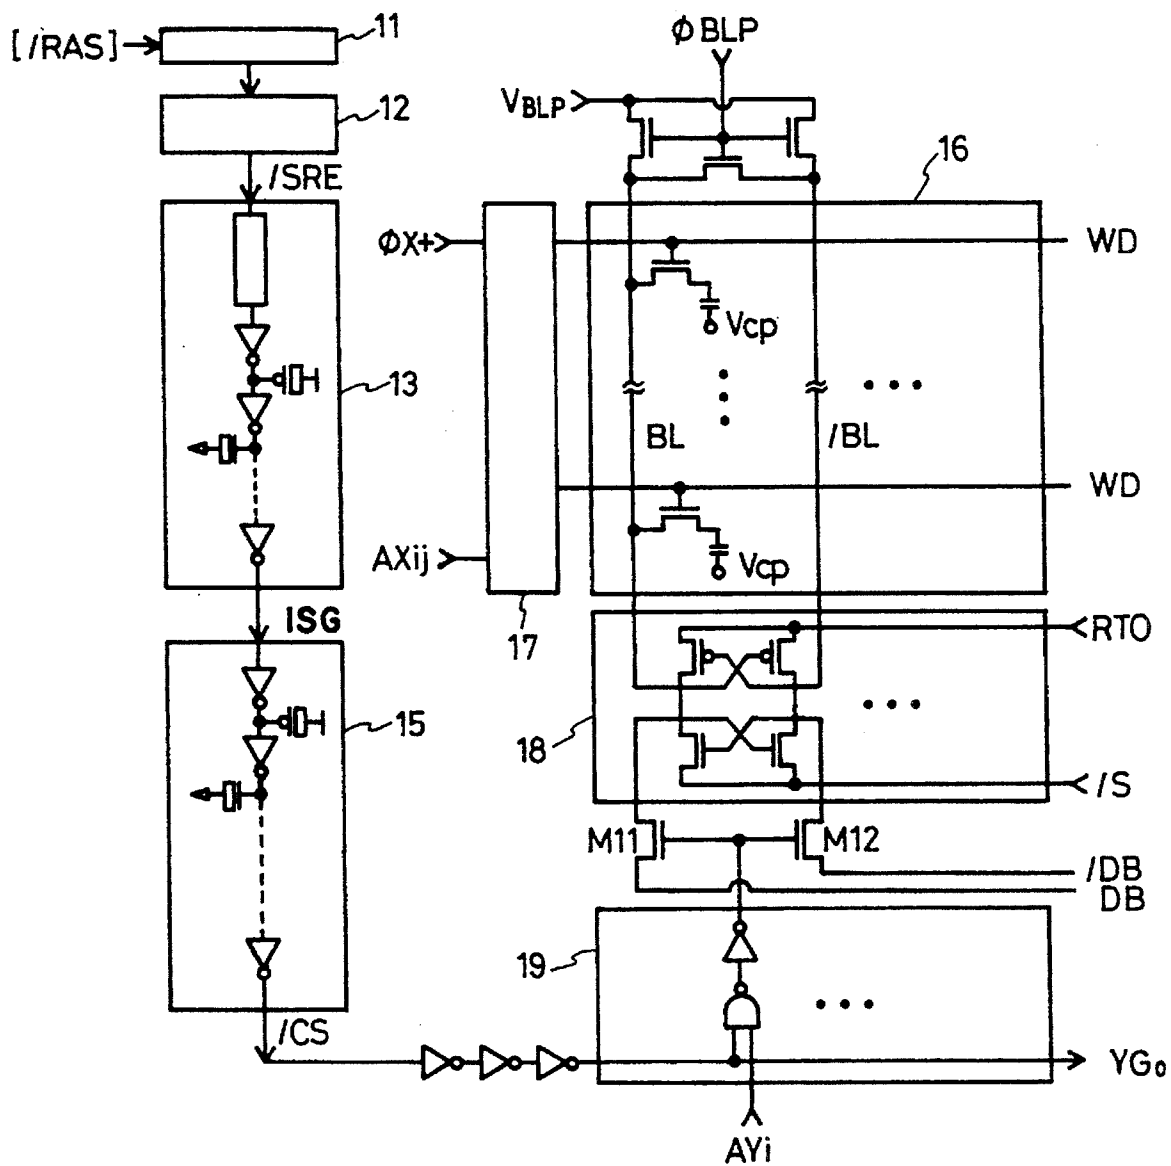 [/RAS]
11
12
/SRE
13
ISG
15
/CS
φBLP
VBLP
16
φX+
WD
Vcp
BL
/BL
WD
AXij
Vcp
17
RTO
18
/S
M11
M12
/DB
DB
19
YG0
AYi